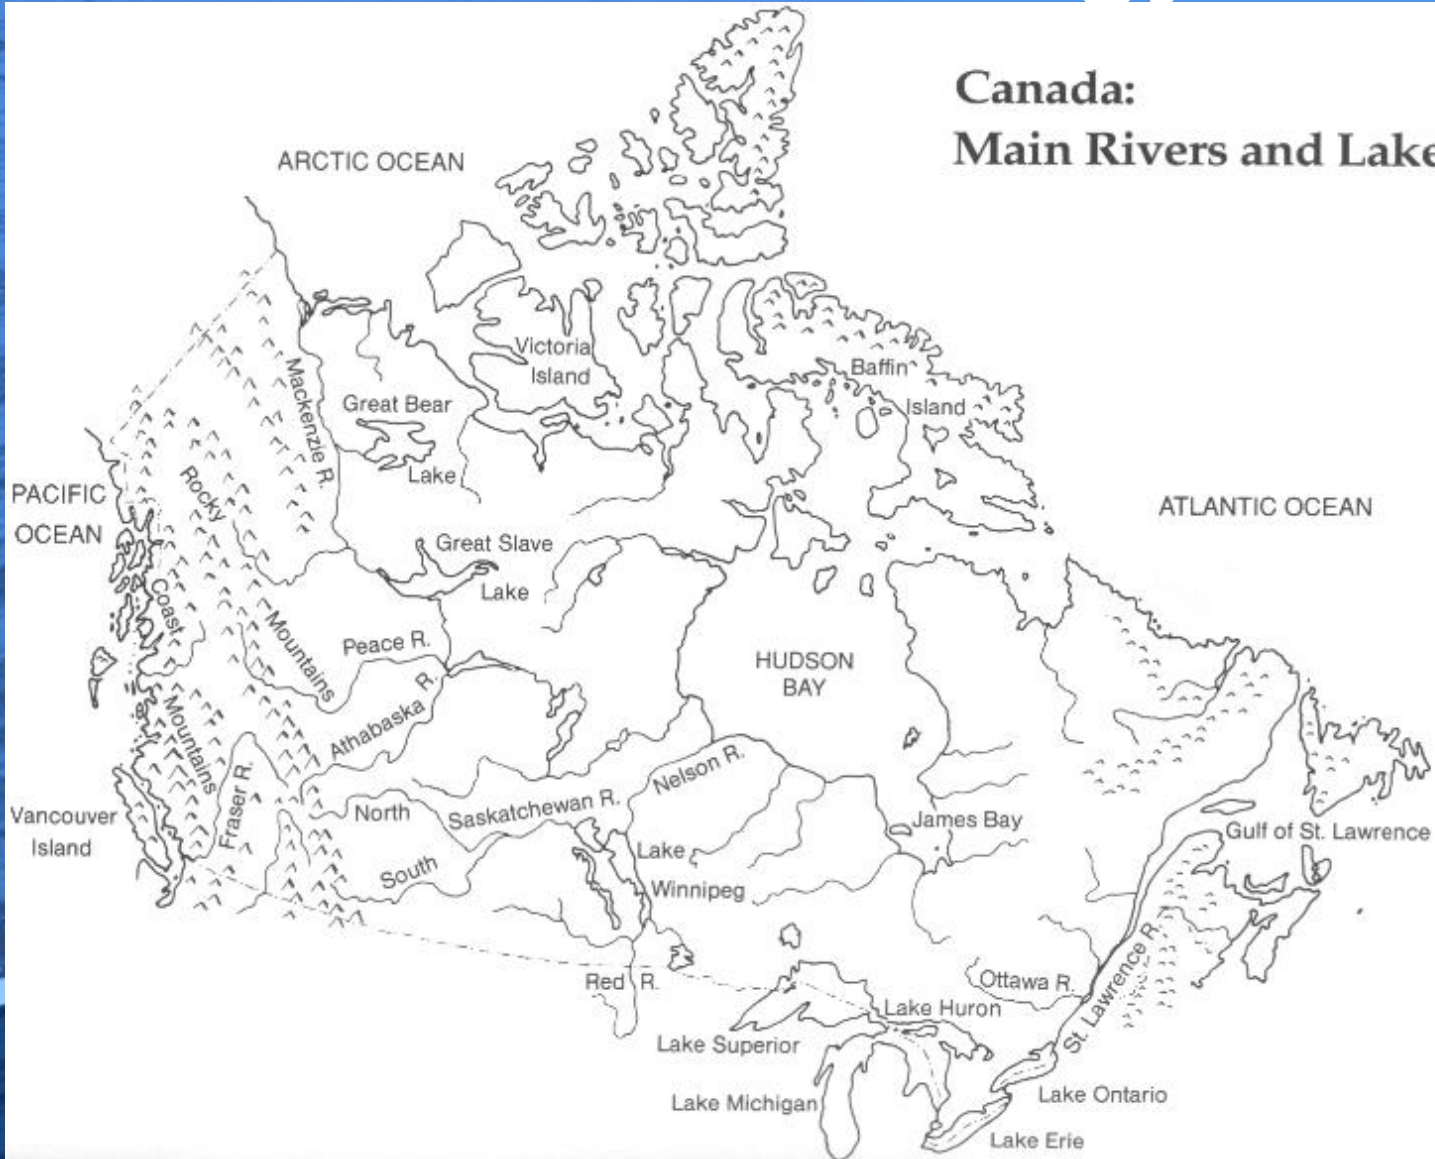 Canada:
Main Rivers and Lake
ARCTIC OCEAN
Victoria
Island
Baffin
Island
Mackenzie R.
Great Bear
Lake
Rocky
Mountains
PACIFIC
OCEAN
ATLANTIC OCEAN
Great Slave
Lake
Coast
Mountains
Peace R.
HUDSON
BAY
Athabaska R.
Fraser R.
Nelson R.
North
Saskatchewan R.
South
Vancouver
Island
James Bay
Gulf of St. Lawrence
Lake
Winnipeg
Red R.
Ottawa R.
St. Lawrence R.
Lake Huron
Lake Superior
Lake Michigan
Lake Ontario
Lake Erie